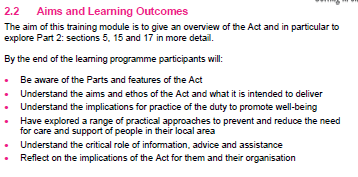 2.2 Aims and Learning Outcomes
The aim of this training module is to give an overview of the Act and in particular to
explore Part 2: sections 5, 15 and 17 in more detail.
By the end of the learning programme participants will:
• Be aware of the Parts and features of the Act
• Understand the aims and ethos of the Act and what it is intended to deliver
• Understand the implications for practice of the duty to promote well-being
• Have explored a range of practical approaches to prevent and reduce the need
for care and support of people in their local area
• Understand the critical role of information, advice and assistance
• Reflect on the implications of the Act for them and their organisation